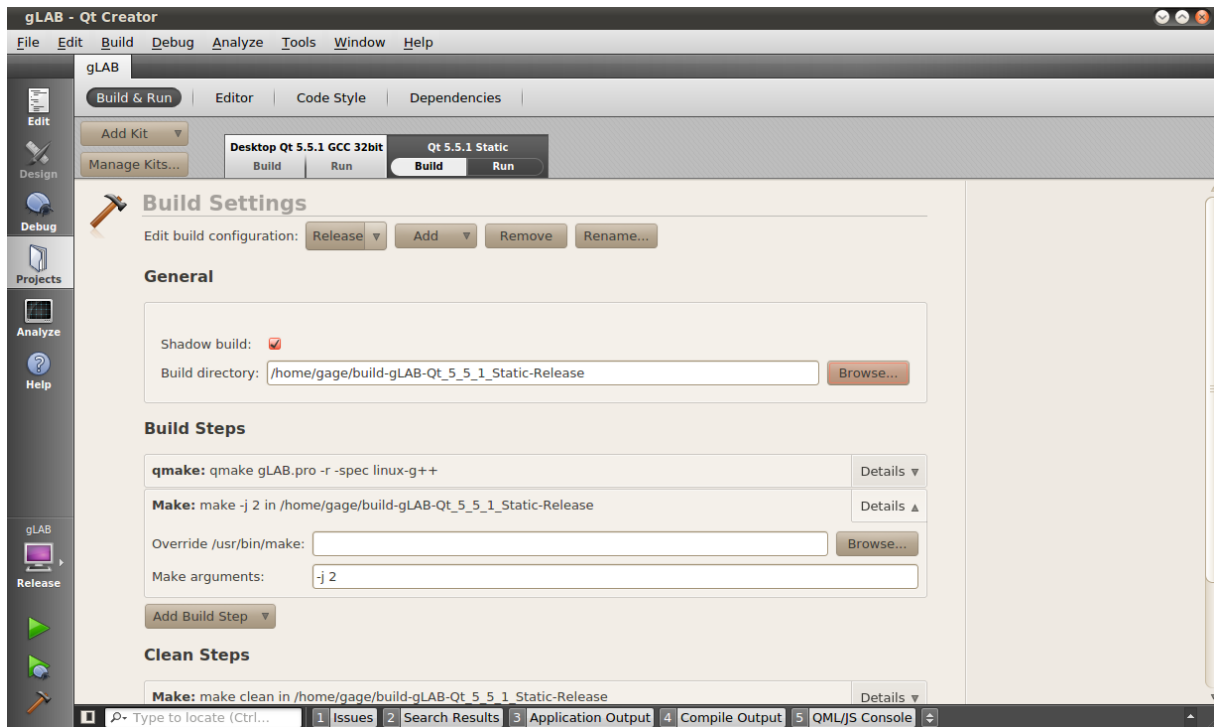 gLAB - Qt Creator
File Edit Build Debug Analyze Tools Window Help
gLAB
Build & Run Editor Code Style Dependencies
Edit
Add Kit
Manage Kits...
Desktop Qt 5.5.1 GCC 32bit Qt 5.5.1 Static
Build Run Build Run
Design
Debug
Projects
Analyze
Help
Build Settings
Edit build configuration: Release Add Remove Rename...
General
Shadow build:
Build directory: /home/gage/build-gLAB-Qt_5_5_1_Static-Release Browse...
Build Steps
qmake: qmake gLAB.pro -r -spec linux-g++ Details
Make: make -j 2 in /home/gage/build-gLAB-Qt_5_5_1_Static-Release Details
Override /usr/bin/make: Browse...
Make arguments: -j 2
Add Build Step
Clean Steps
Make: make clean in /home/gage/build-gLAB-Qt_5_5_1_Static-Release Details
gLAB
Release
Type to locate (Ctrl... 1 Issues 2 Search Results 3 Application Output 4 Compile Output 5 QML/JS Console